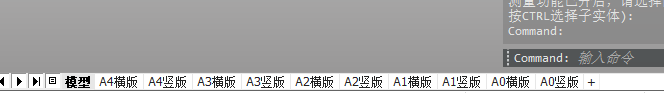 测量功能已开启，请选择
按CTRL选择子实体):
Command:
Command: 输入命令
模型 A4横版 A4竖版 A3横版 A3竖版 A2横版 A2竖版 A1横版 A1竖版 A0横版 A0竖版 +